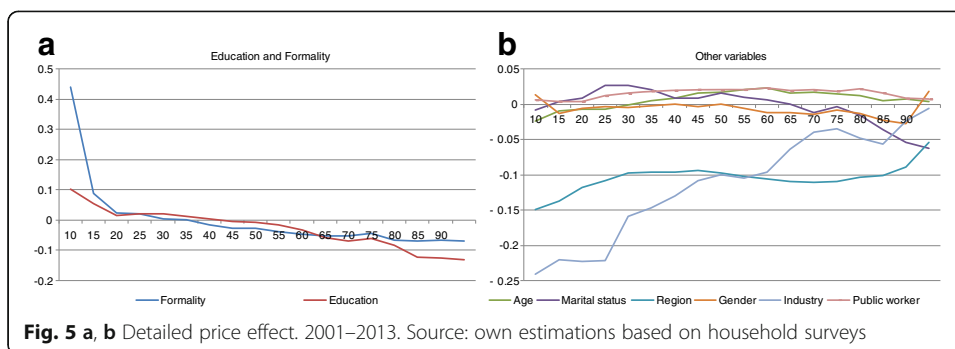 a
Education and Formality
0.5
0.4
0.3
0.2
0.1
0
-0.1
-0.2
10 15 20 25 30 35 40 45 50 55 60 65 70 75 80 85 90
Formality Education
b
Other variables
0.05
0
- 0.05
- 0.1
- 0.15
- 0.2
- 0.25
10 15 20 25 30 35 40 45 50 55 60 65 70 75 80 85 90
Age Marital status Region Gender Industry Public worker
Fig. 5 a, b Detailed price effect. 2001–2013. Source: own estimations based on household surveys